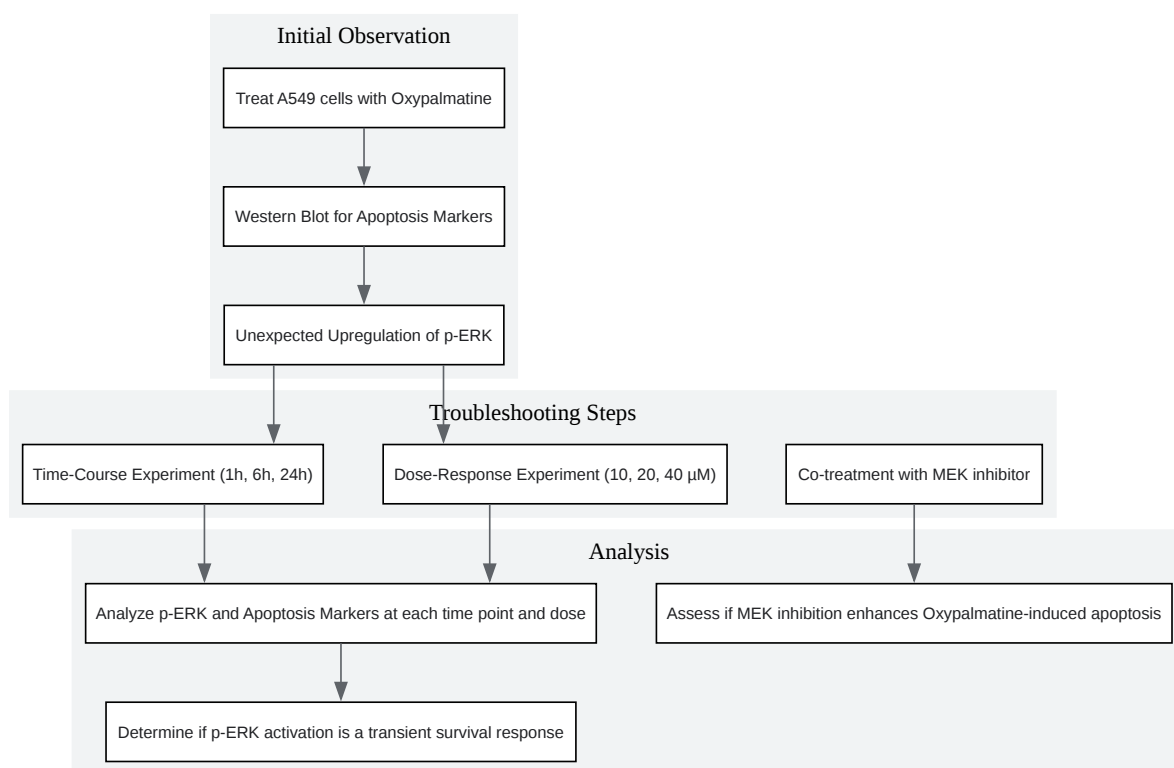 Initial Observation
Treat A549 cells with Oxypalmatine
Western Blot for Apoptosis Markers
Unexpected Upregulation of p-ERK
Troubleshooting Steps
Time-Course Experiment (1h, 6h, 24h)
Dose-Response Experiment (10, 20, 40 µM)
Co-treatment with MEK inhibitor
Analysis
Analyze p-ERK and Apoptosis Markers at each time point and dose
Assess if MEK inhibition enhances Oxypalmatine-induced apoptosis
Determine if p-ERK activation is a transient survival response